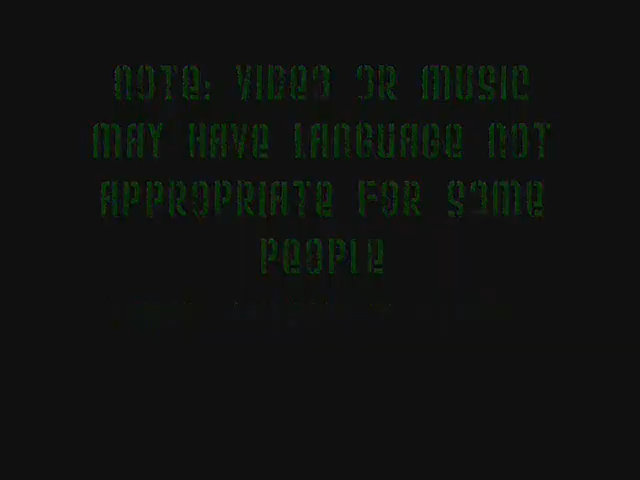 NOTE: VIDEO OR MUSIC
MAY HAVE LANGUAGE NOT
APPROPRIATE FOR SOME
PEOPLE